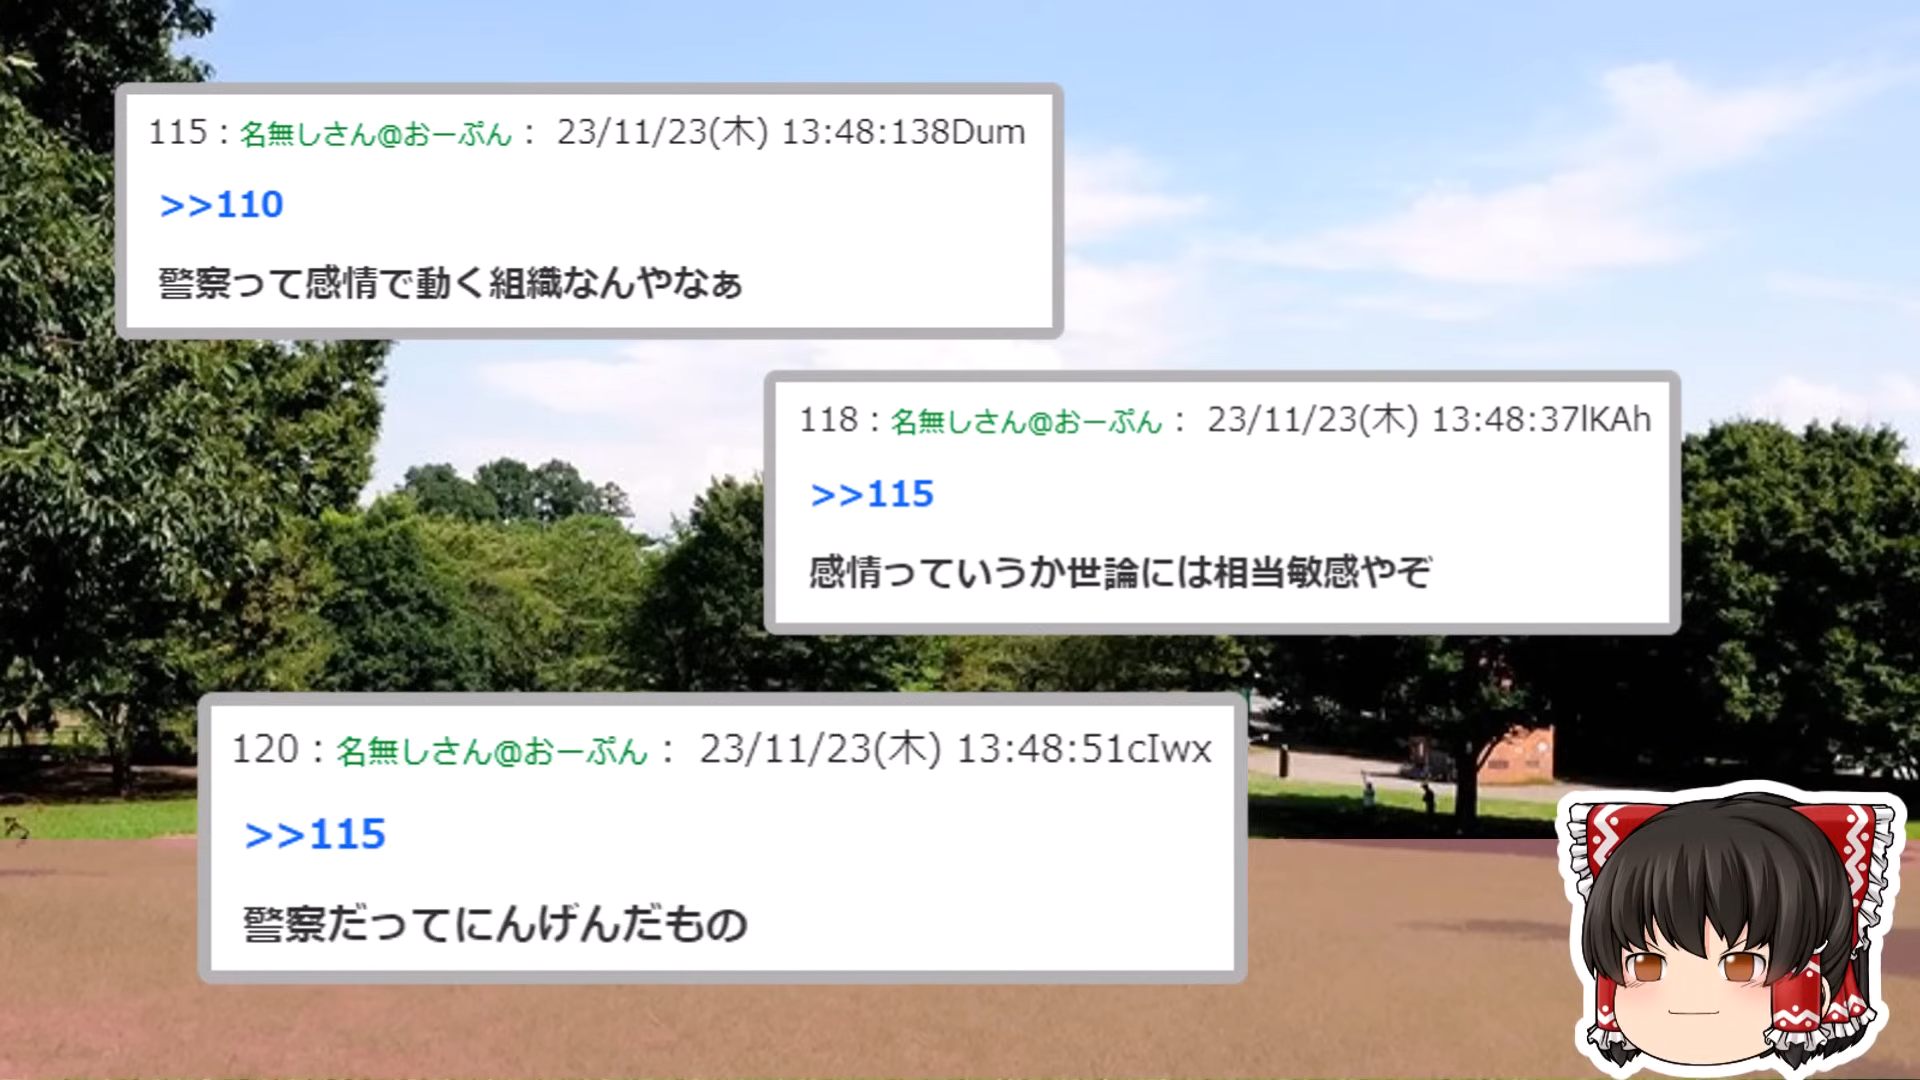 115 : 名無しさん@おーぷん : 23/11/23(木) 13:48:138Dum
>>110
警察って感情で動く組織なんやなぁ
118 : 名無しさん@おーぷん : 23/11/23(木) 13:48:37lKAh
>>115
感情っていうか世論には相当敏感やぞ
120 : 名無しさん@おーぷん : 23/11/23(木) 13:48:51cIwx
>>115
警察だってにんげんだもの